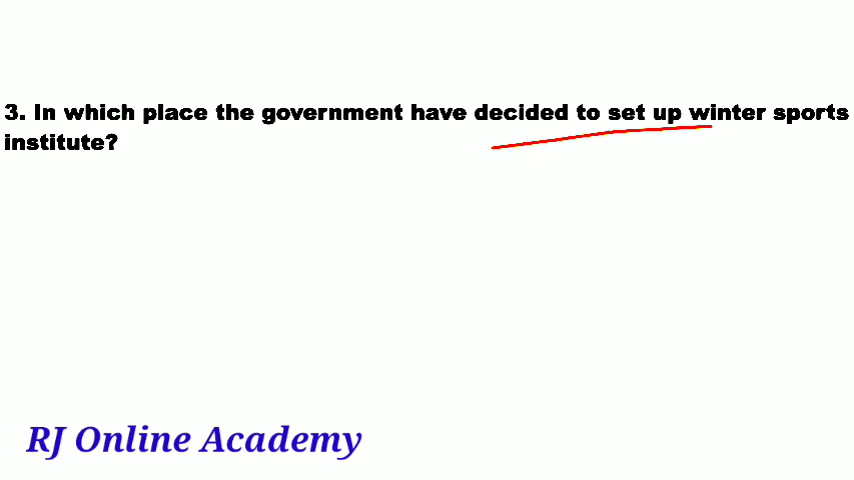 3. In which place the government have decided to set up winter sports
institute?
RJ Online Academy